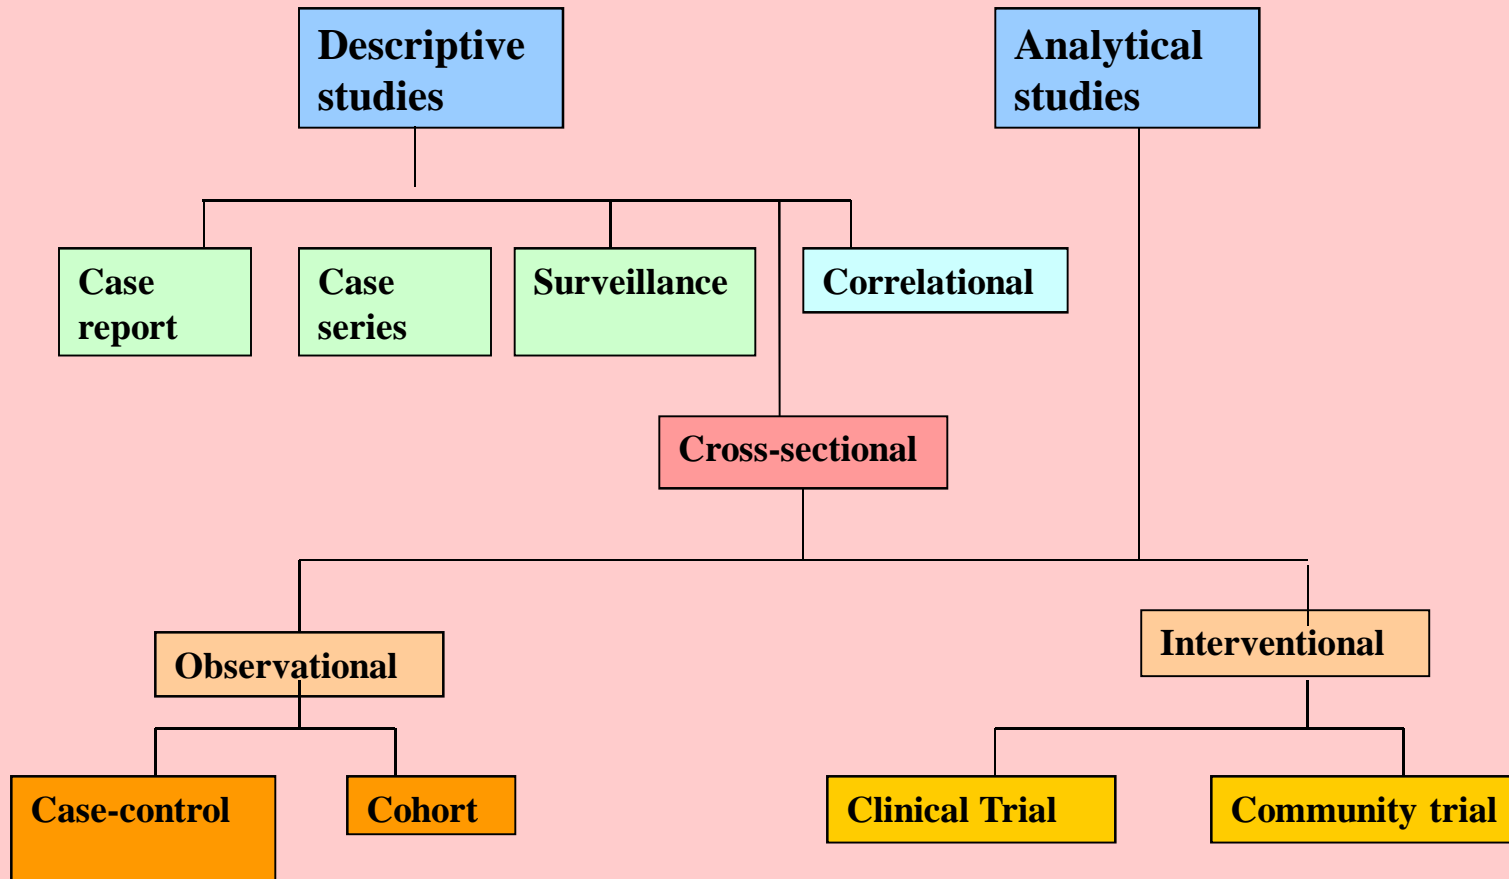 Descriptive
studies
Analytical
studies
Case
report
Case
series
Surveillance
Correlational
Cross-sectional
Observational
Interventional
Case-control
Cohort
Clinical Trial
Community trial